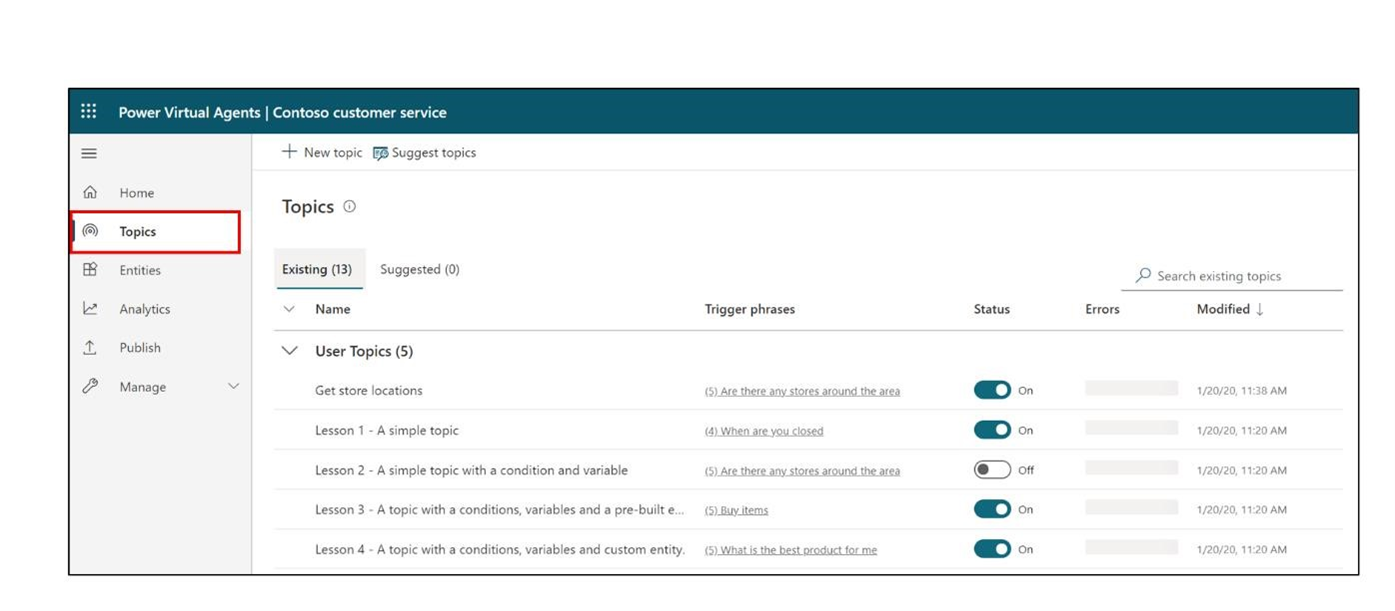 Power Virtual Agents | Contoso customer service
New topic Suggest topics
Home
Topics
Entities
Analytics
Publish
Manage
Topics
Existing (13) Suggested (0)
Search existing topics
Name Trigger phrases Status Errors Modified ↓
User Topics (5)
Get store locations (5) Are there any stores around the area On 1/20/20, 11:38 AM
Lesson 1 - A simple topic (4) When are you closed On 1/20/20, 11:20 AM
Lesson 2 - A simple topic with a condition and variable (5) Are there any stores around the area Off 1/20/20, 11:20 AM
Lesson 3 - A topic with a conditions, variables and a pre-built e... (5) Buy items On 1/20/20, 11:20 AM
Lesson 4 - A topic with a conditions, variables and custom entity. (5) What is the best product for me On 1/20/20, 11:20 AM